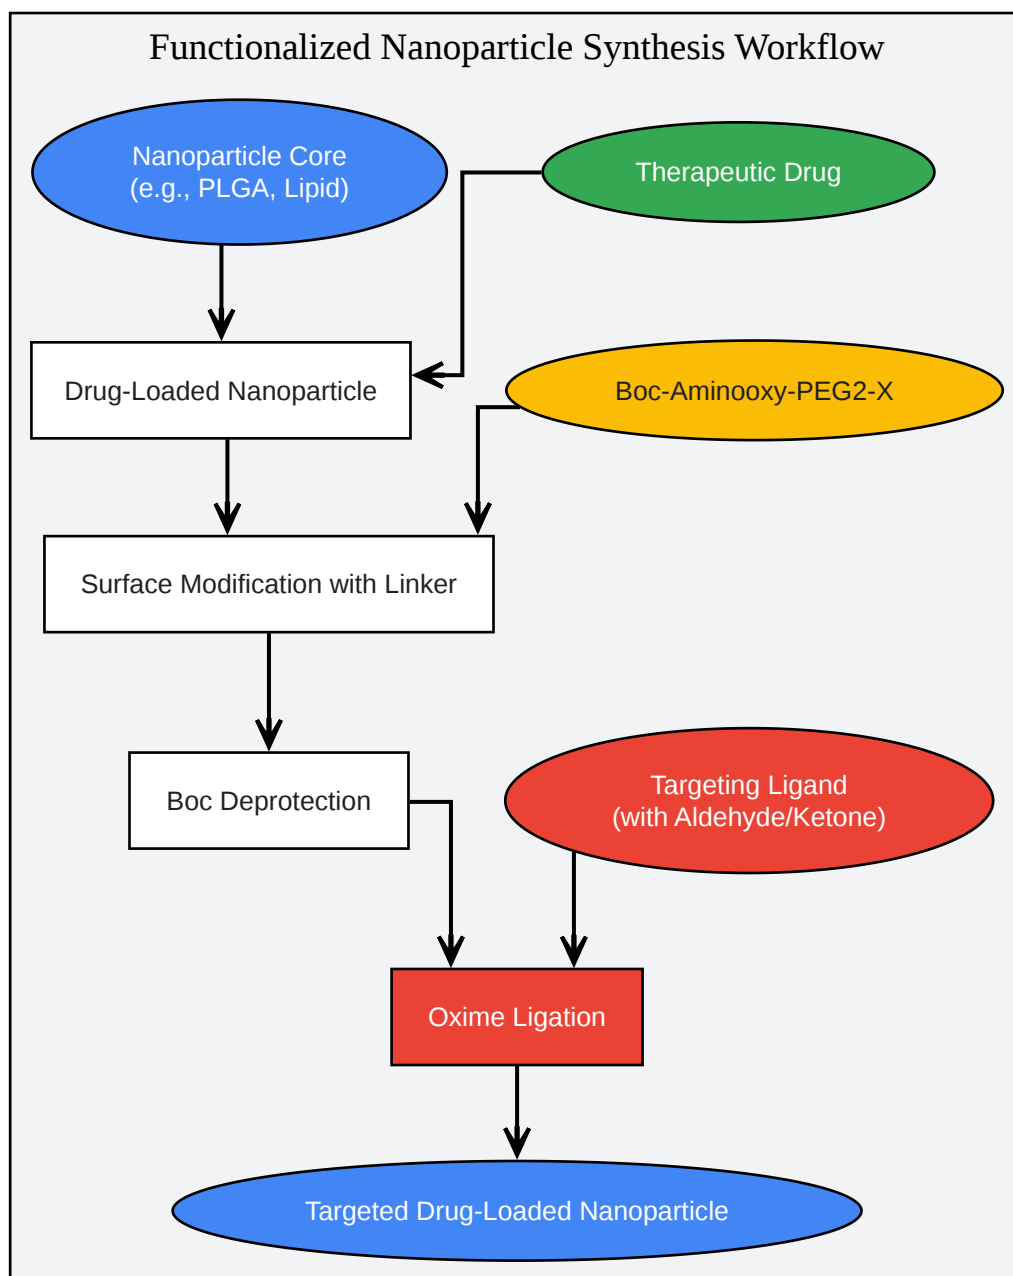 Functionalized Nanoparticle Synthesis Workflow
Nanoparticle Core
(e.g., PLGA, Lipid)
Therapeutic Drug
Drug-Loaded Nanoparticle
Boc-Aminooxy-PEG2-X
Surface Modification with Linker
Boc Deprotection
Targeting Ligand
(with Aldehyde/Ketone)
Oxime Ligation
Targeted Drug-Loaded Nanoparticle